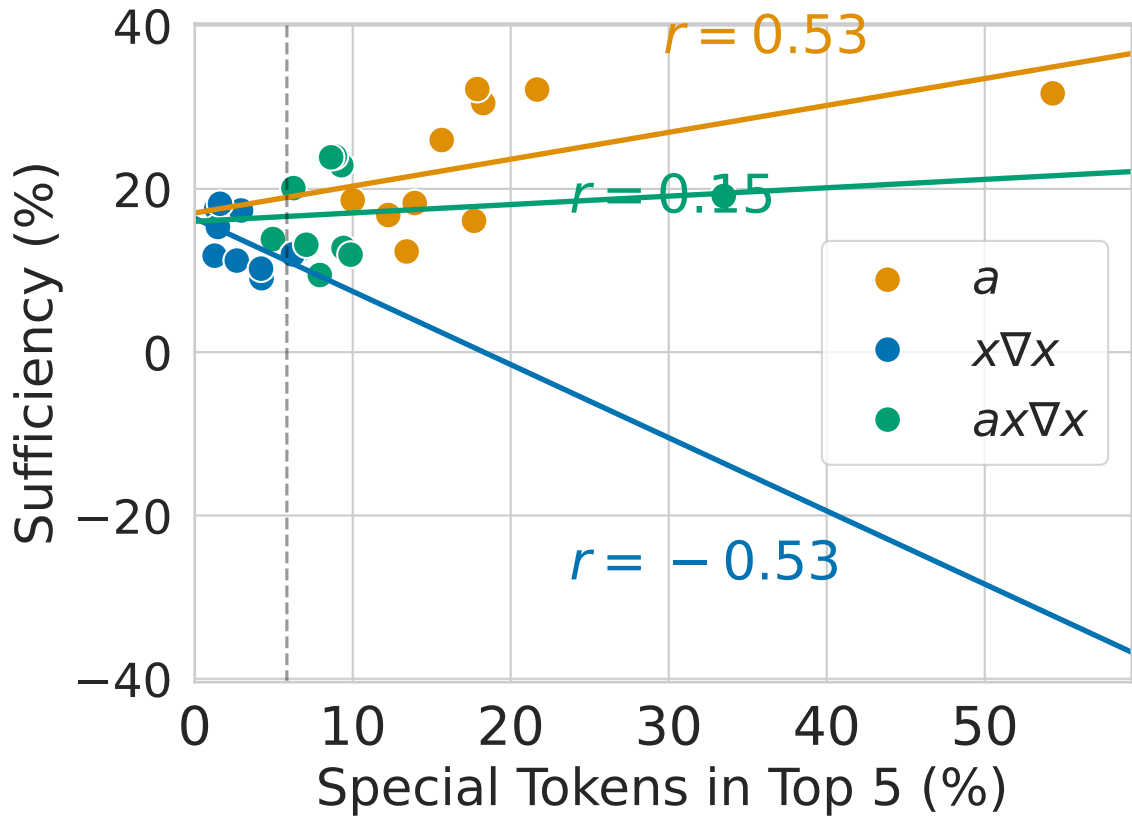 40
20
0
−20
−40
Sufficiency (%)
r = 0.53
r = 0.15
r = − 0.53
a
x∇x
ax∇x
0 10 20 30 40 50
Special Tokens in Top 5 (%)